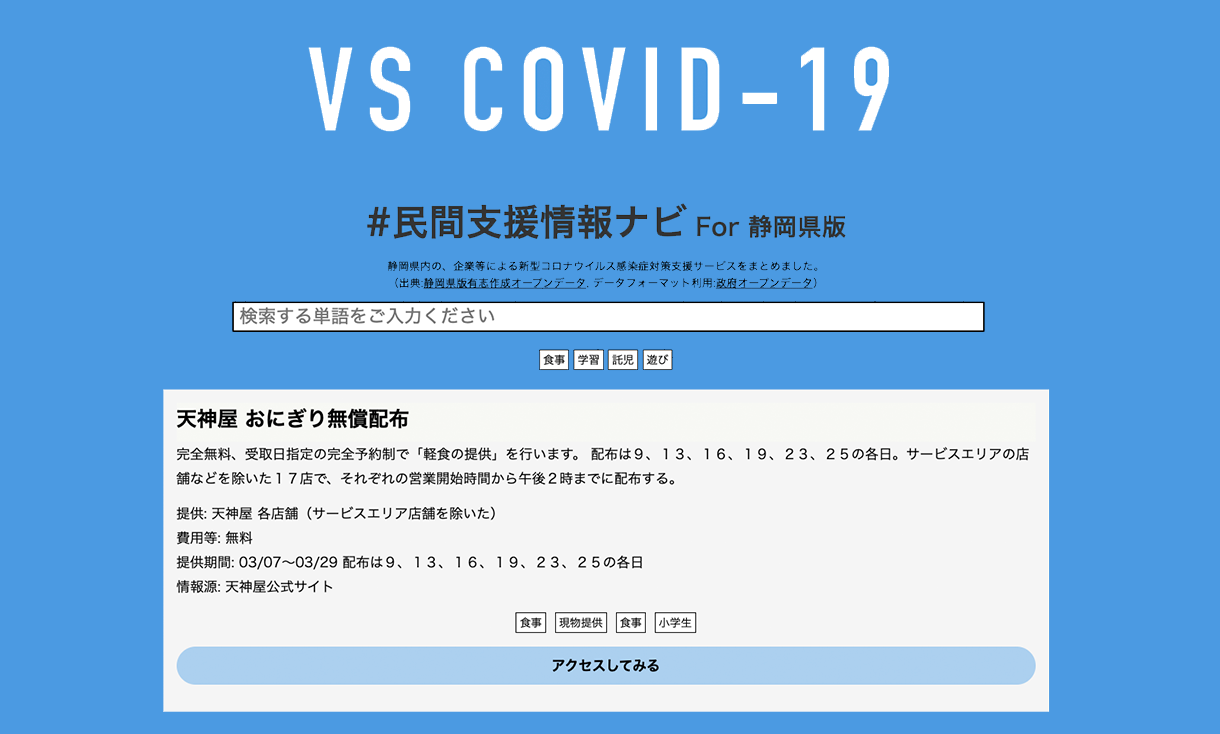 VS COVID-19
#民間支援情報ナビ For 静岡県版
静岡県内の、企業等による新型コロナウイルス感染症対策支援サービスをまとめました。
（出典:静岡県版有志作成オープンデータ, データフォーマット利用:政府オープンデータ）
検索する単語をご入力ください
食事 学習 託児 遊び
天神屋 おにぎり無償配布
完全無料、受取日指定の完全予約制で「軽食の提供」を行います。 配布は９、１３、１６、１９、２３、２５の各日。サービスエリアの店
舗などを除いた１７店で、それぞれの営業開始時間から午後２時までに配布する。
提供: 天神屋 各店舗（サービスエリア店舗を除いた）
費用等: 無料
提供期間: 03/07〜03/29 配布は９、１３、１６、１９、２３、２５の各日
情報源: 天神屋公式サイト
食事 現物提供 食事 小学生
アクセスしてみる